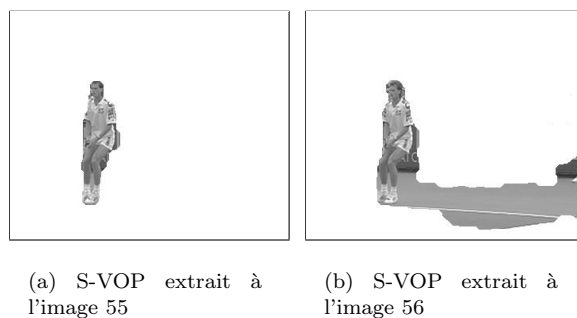 (a) S-VOP extrait à
l'image 55
(b) S-VOP extrait à
l'image 56